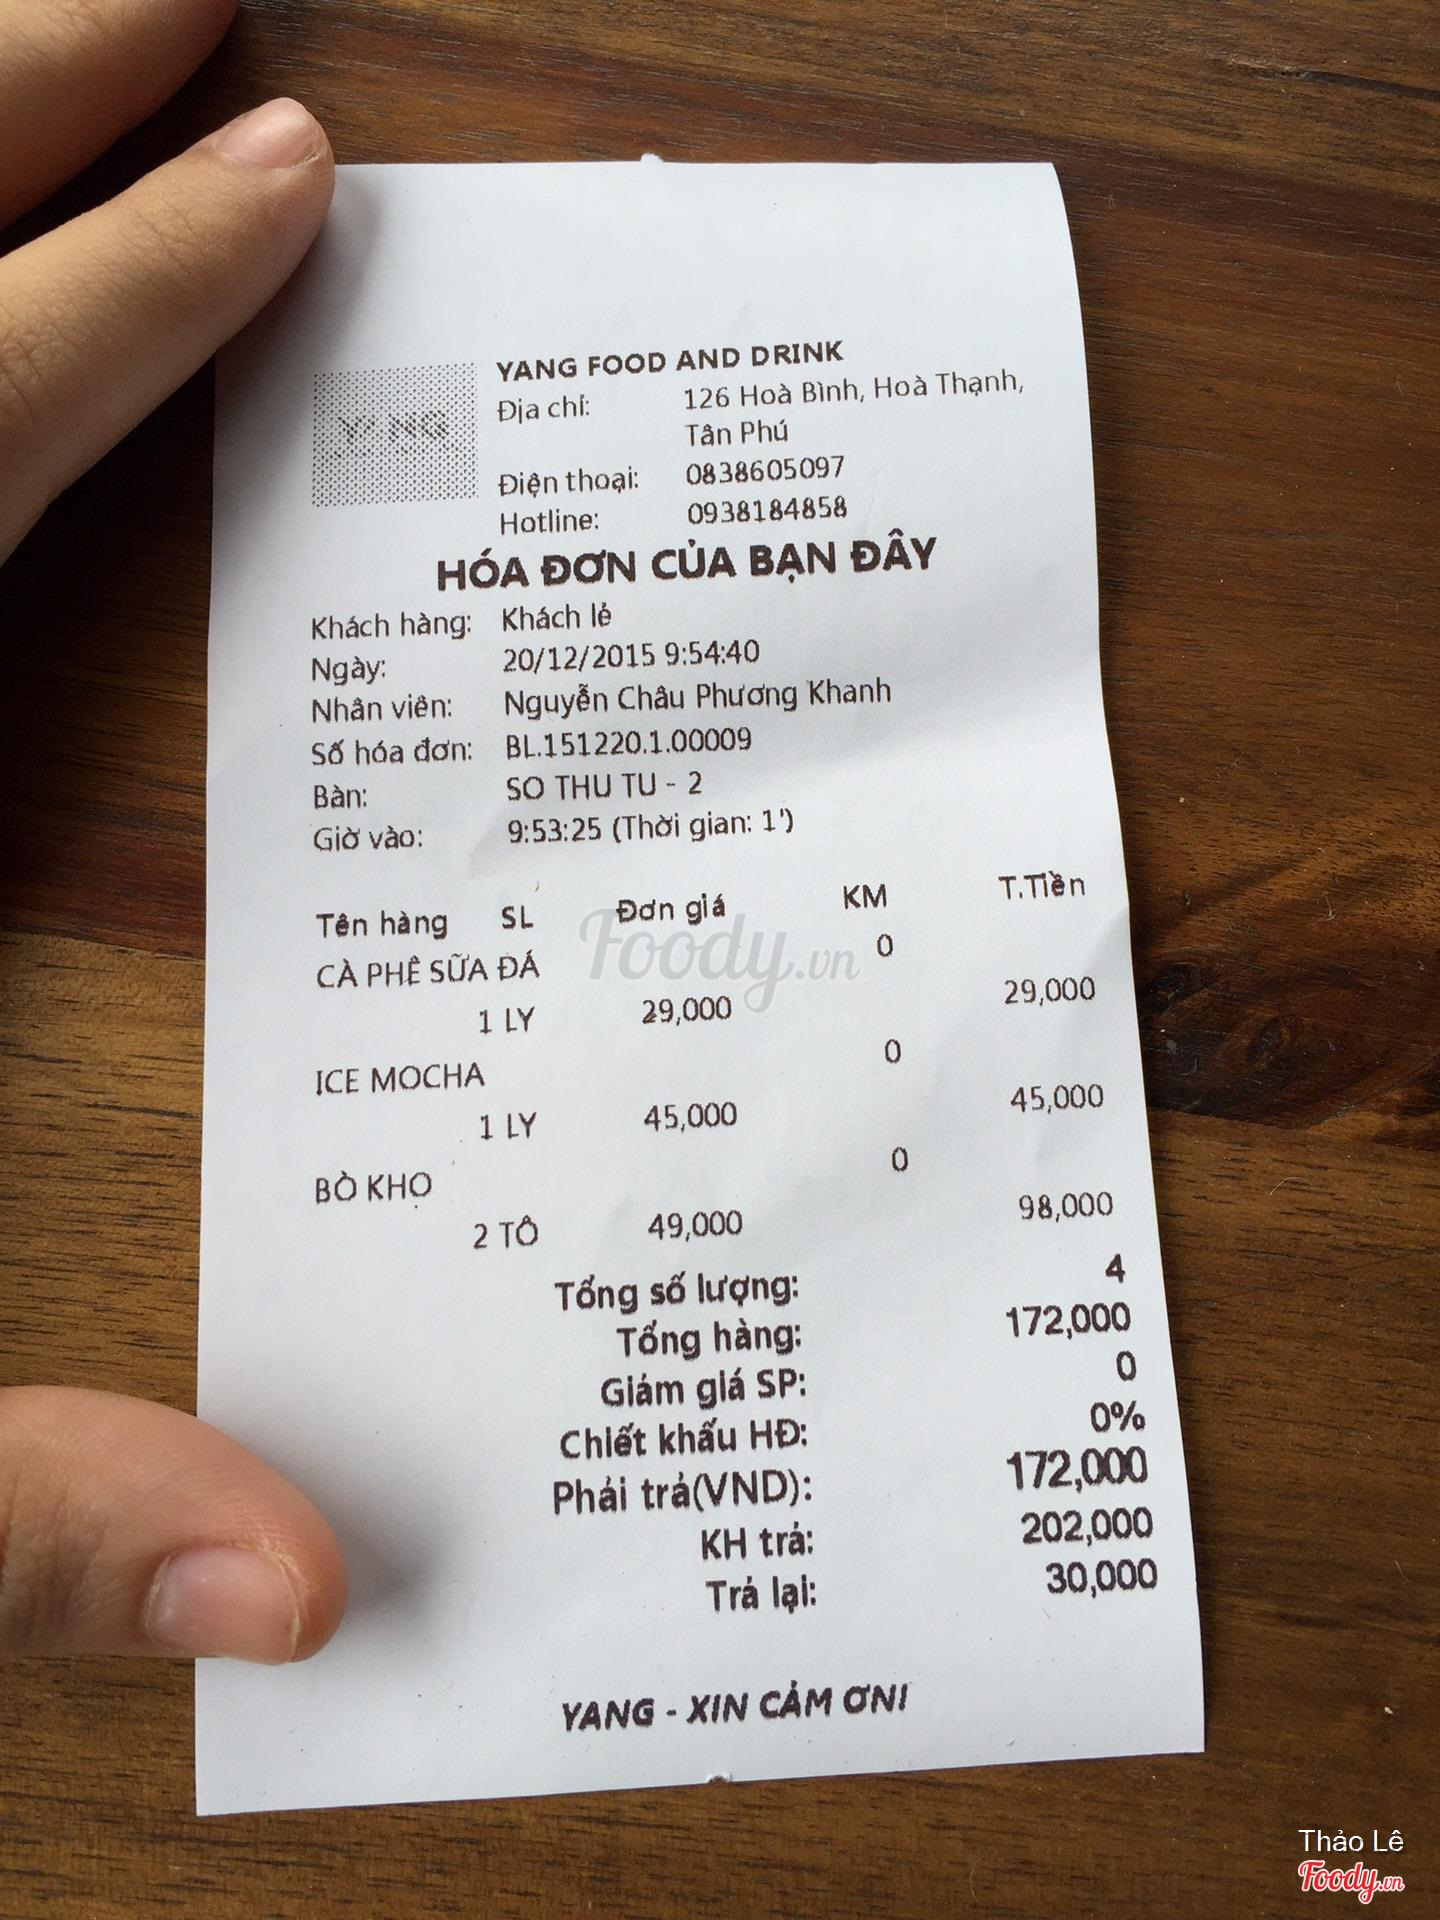 YANG FOOD AND DRINK
Địa chỉ: 126 Hoà Bình, Hoà Thạnh,
Tân Phú
Điện thoại: 0838605097
Hotline: 0938184858
HÓA ĐƠN CỦA BẠN ĐÂY
Khách hàng: Khách lẻ
Ngày: 20/12/2015 9:54:40
Nhân viên: Nguyễn Châu Phương Khanh
Số hóa đơn: BL.151220.1.00009
Bàn: SO THU TU - 2
Giờ vào: 9:53:25 (Thời gian: 1')
Tên hàng SL Đơn giá KM T.Tiền
CÀ PHÊ SỮA ĐÁ 0
1 LY 29,000 29,000
ICE MOCHA 0
1 LY 45,000 45,000
BÒ KHO 0
2 TÔ 49,000 98,000
Tổng số lượng: 4
Tổng hàng: 172,000
Giảm giá SP: 0
Chiết khấu HĐ: 0%
Phải trả(VND): 172,000
KH trả: 202,000
Trả lại: 30,000
YANG - XIN CẢM ƠN!
Foody.vn
Thảo Lê
Foody.vn